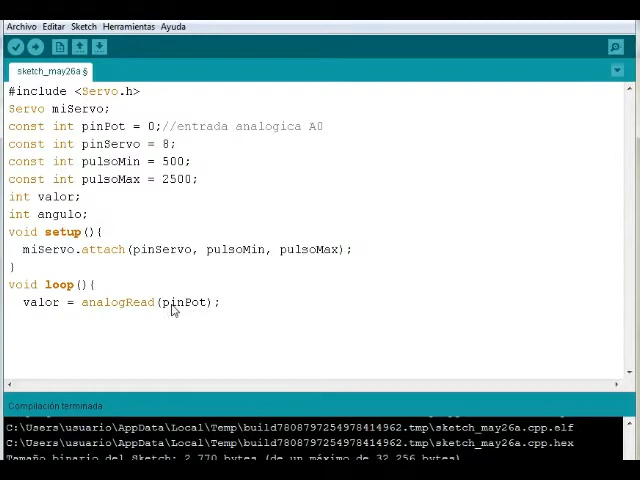 Archivo Editar Sketch Herramientas Ayuda
sketch_may26a §
#include <Servo.h>
Servo miServo;
const int pinPot = 0;//entrada analogica A0
const int pinServo = 8;
const int pulsoMin = 500;
const int pulsoMax = 2500;
int valor;
int angulo;
void setup(){
miServo.attach(pinServo, pulsoMin, pulsoMax);
}
void loop(){
valor = analogRead(pinPot);
Compilación terminada
C:\Users\usuario\AppData\Local\Temp\build7808797254978414962.tmp\sketch_may26a.cpp.elf
C:\Users\usuario\AppData\Local\Temp\build7808797254978414962.tmp\sketch_may26a.cpp.hex
Tamaño binario del Sketch: 2.770 bytes (de un máximo de 32.256 bytes)